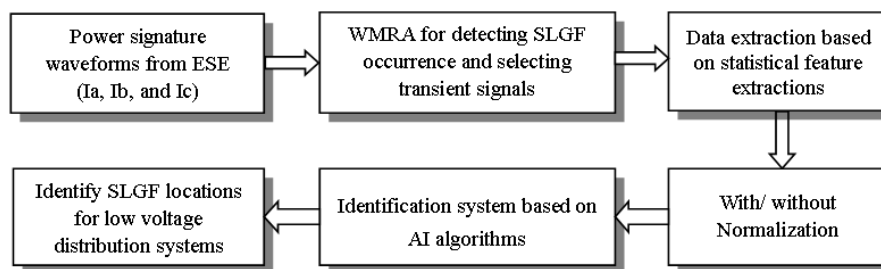 Power signature
waveforms from ESE
(Ia, Ib, and Ic)
WMRA for detecting SLGF
occurrence and selecting
transient signals
Data extraction based
on statistical feature
extractions
With/ without
Normalization
Identification system based on
AI algorithms
Identify SLGF locations
for low voltage
distribution systems